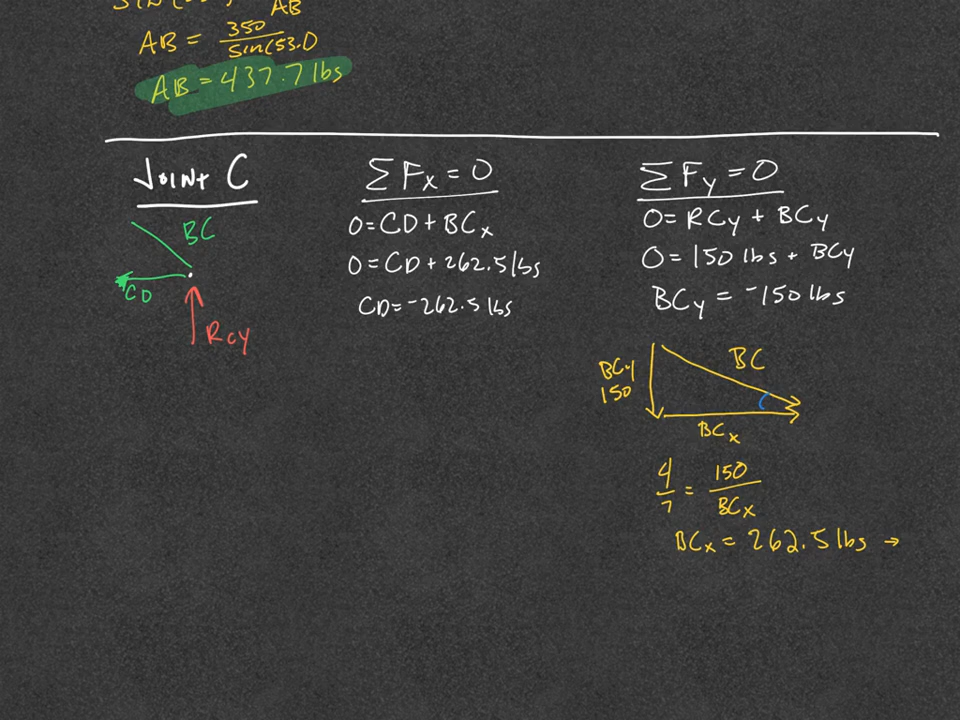 AB
AB = 350 / Sin(53.0
AB = 437.7 lbs
Joint C
BC
CD
RCy
ΣFx = 0
0 = CD + BCx
0 = CD + 262.5 lbs
CD = -262.5 lbs
ΣFy = 0
0 = RCy + BCy
0 = 150 lbs + BCy
BCy = -150 lbs
BCy
150
BC
BCx
4/7 = 150/BCx
BCx = 262.5 lbs →